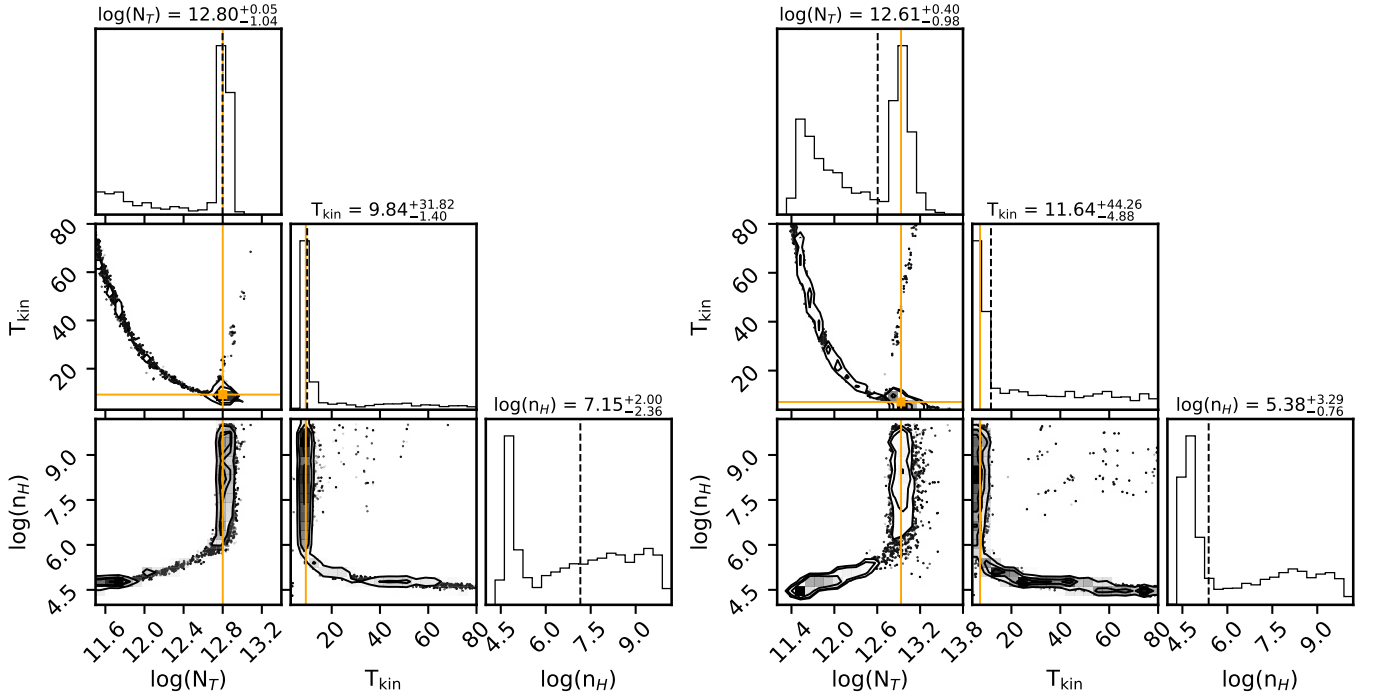 log(N_T) = 12.80^{+0.05}_{-1.04}
log(N_T) = 12.61^{+0.40}_{-0.98}
80
60
40
20
T_kin
T_kin = 9.84^{+31.82}_{-1.40}
80
60
40
20
T_kin
T_kin = 11.64^{+44.26}_{-4.88}
9.0
7.5
6.0
4.5
log(n_H)
log(n_H) = 7.15^{+2.00}_{-2.36}
9.0
7.5
6.0
4.5
log(n_H)
log(n_H) = 5.38^{+3.29}_{-0.76}
11.6 12.0 12.4 12.8 13.2
20 40 60 80
4.5 6.0 7.5 9.0
11.4 12.0 12.6 13.2 13.8
20 40 60 80
4.5 6.0 7.5 9.0
log(N_T) T_kin log(n_H)
log(N_T) T_kin log(n_H)